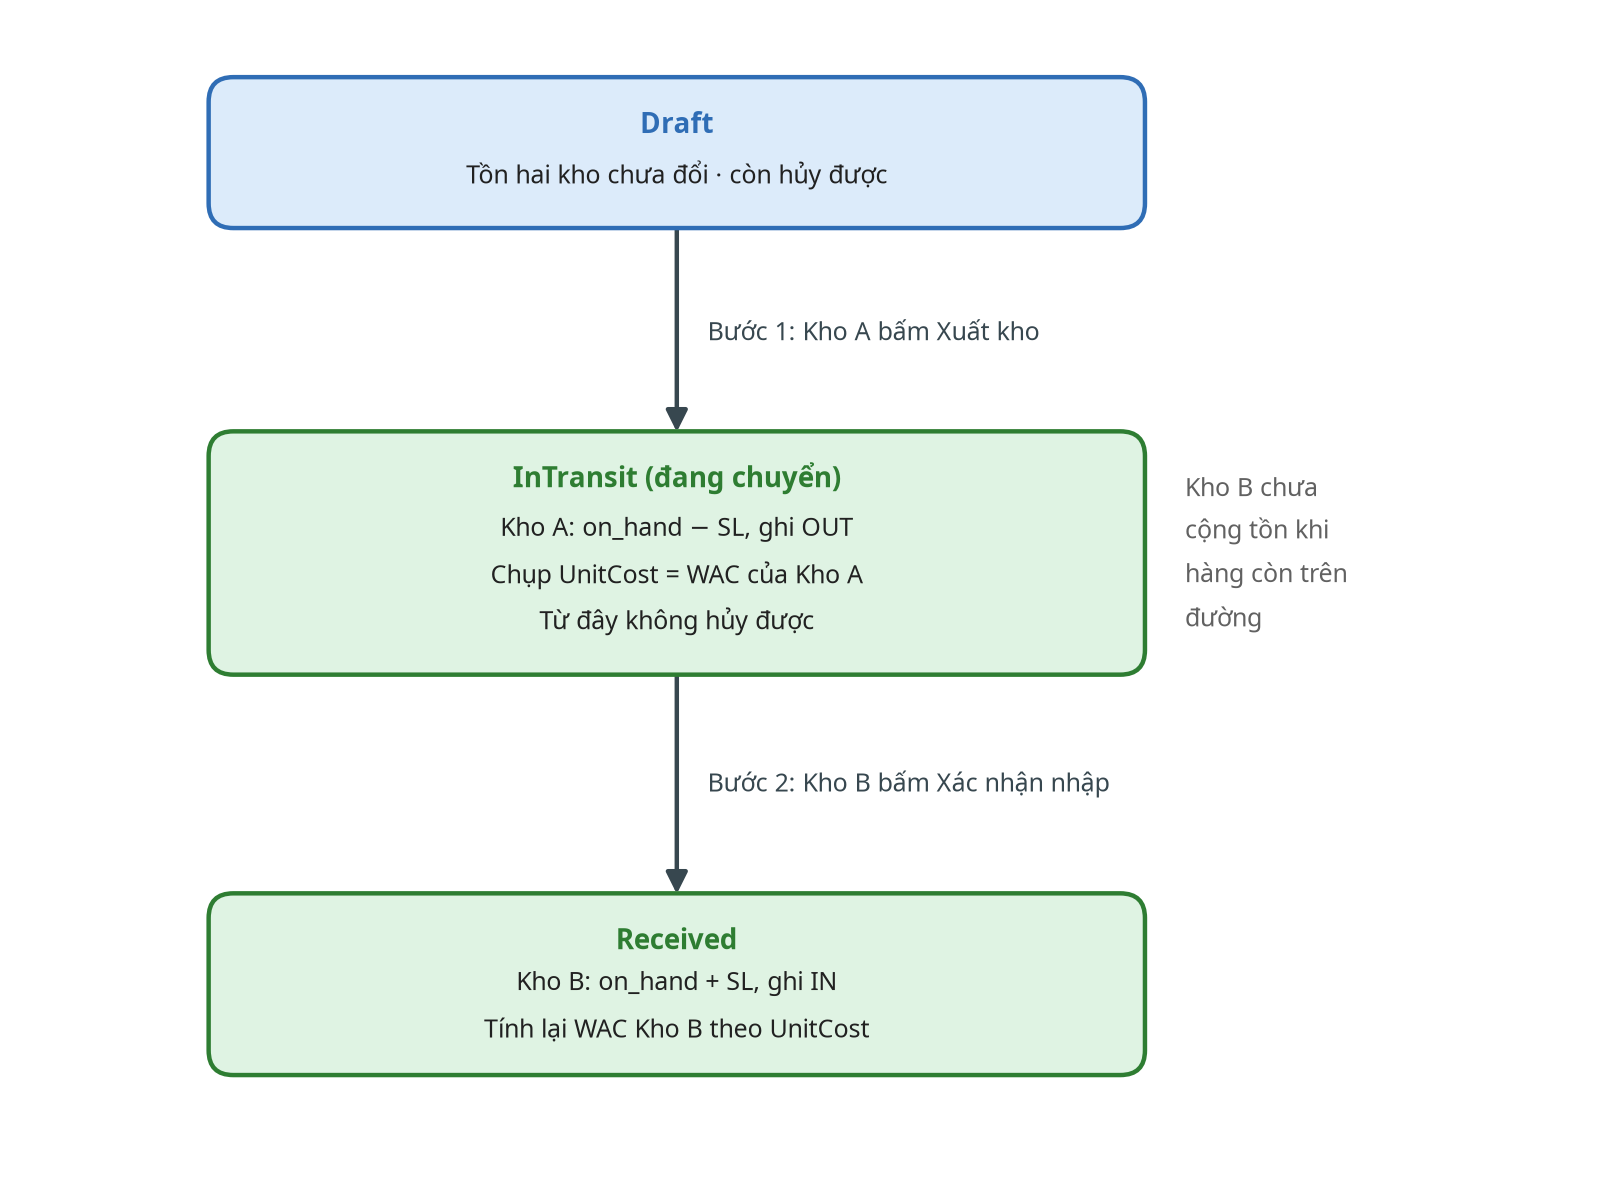 Draft
Tồn hai kho chưa đổi · còn hủy được
Bước 1: Kho A bấm Xuất kho
InTransit (đang chuyển)
Kho A: on_hand − SL, ghi OUT
Chụp UnitCost = WAC của Kho A
Từ đây không hủy được
Kho B chưa
cộng tồn khi
hàng còn trên
đường
Bước 2: Kho B bấm Xác nhận nhập
Received
Kho B: on_hand + SL, ghi IN
Tính lại WAC Kho B theo UnitCost